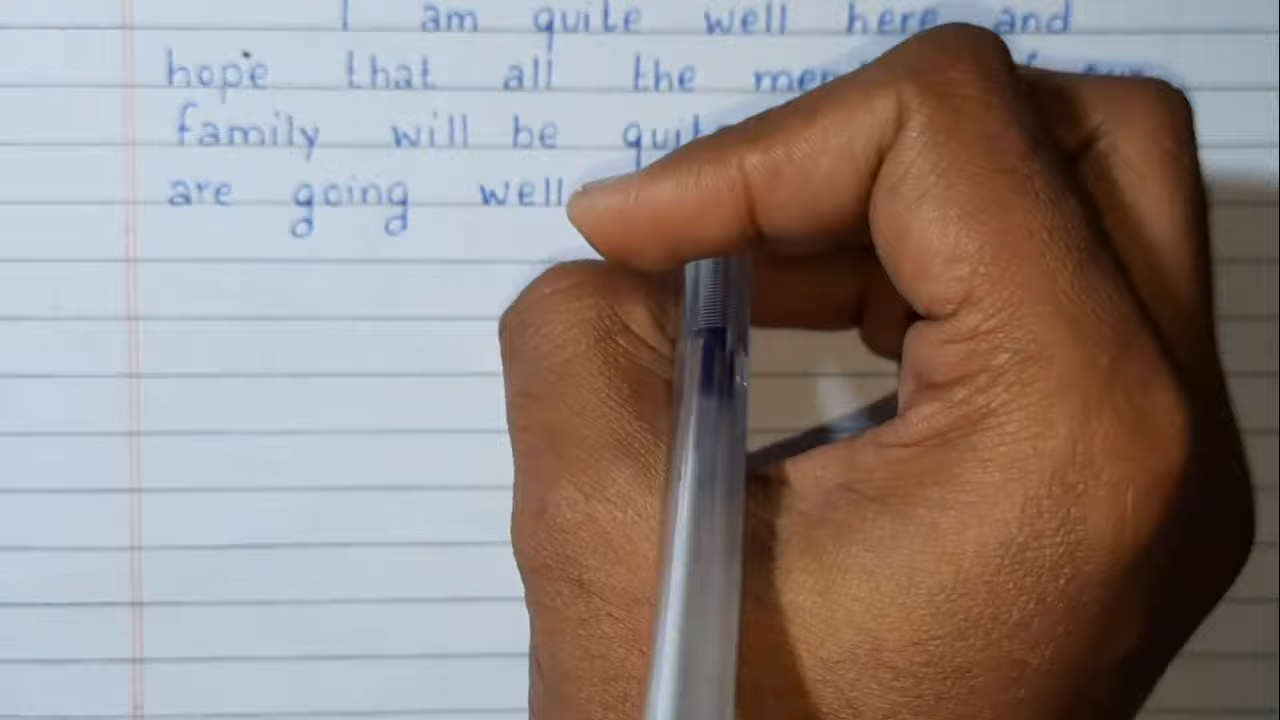 I am quite well here and
hope that all the
family will be
are going well